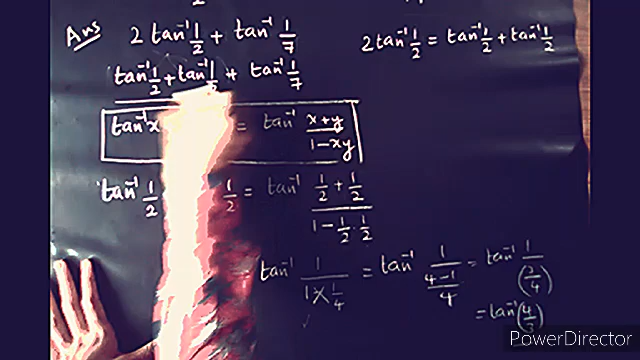 Ans 2 tan⁻¹ 1/2 + tan⁻¹ 1/7
2 tan⁻¹ 1/2 = tan⁻¹ 1/2 + tan⁻¹ 1/2
tan⁻¹ 1/2 + tan⁻¹ 1/2 + tan⁻¹ 1/7
tan⁻¹ x = tan⁻¹ (x+y)/(1-xy)
tan⁻¹ 1/2 1/2 = tan⁻¹ (1/2 + 1/2)/(1 - 1/2 · 1/2)
tan⁻¹ 1/(1 - 1/4) = tan⁻¹ 1/((4-1)/4) = tan⁻¹ 1/(3/4)
= tan⁻¹ (4/3)
PowerDirector